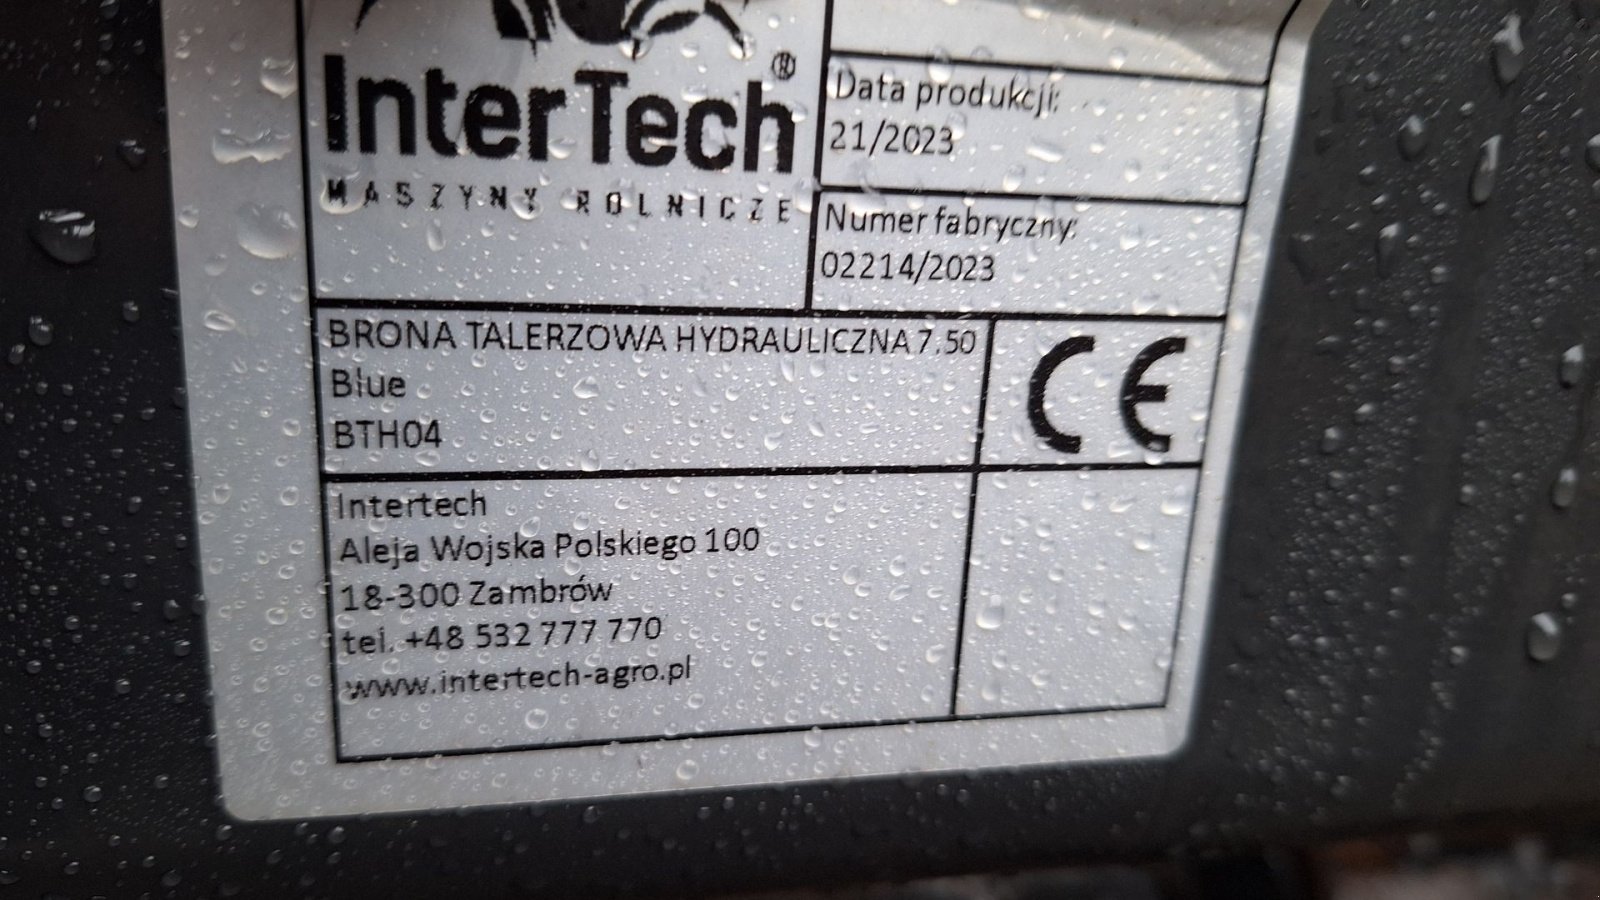 InterTech®
MASZYNY ROLNICZE
Data produkcji:
21/2023
Numer fabryczny:
02214/2023
BRONA TALERZOWA HYDRAULICZNA 7.50
Blue
BTH04
CE
Intertech
Aleja Wojska Polskiego 100
18-300 Zambrów
tel. +48 532 777 770
www.intertech-agro.pl